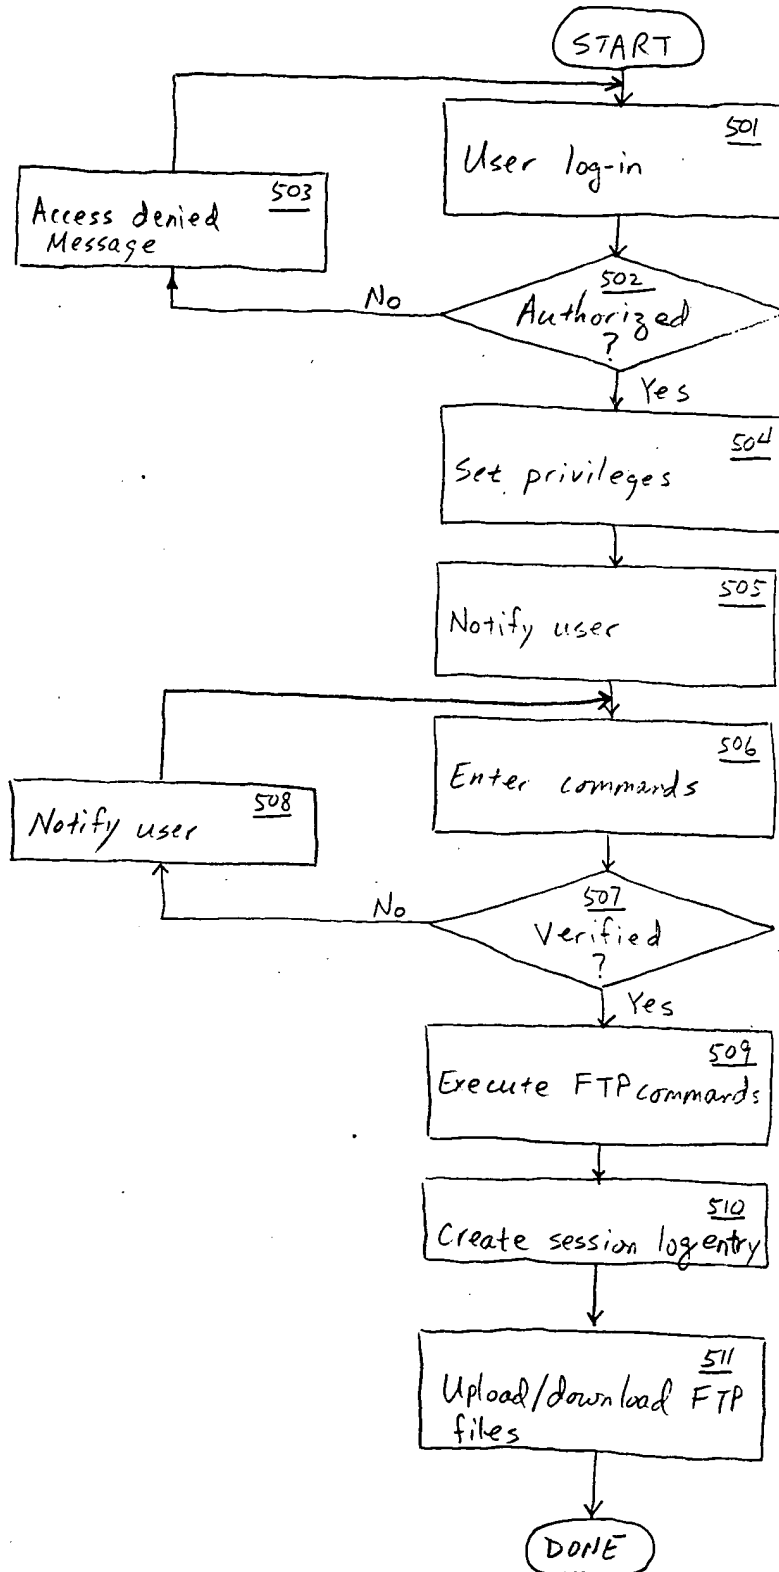 START
501
User log-in
503
Access denied
Message
502
Authorized
?
No
Yes
504
Set privileges
505
Notify user
506
Enter commands
508
Notify user
507
Verified
?
No
Yes
509
Execute FTP commands
510
Create session log entry
511
Upload/download FTP
files
DONE